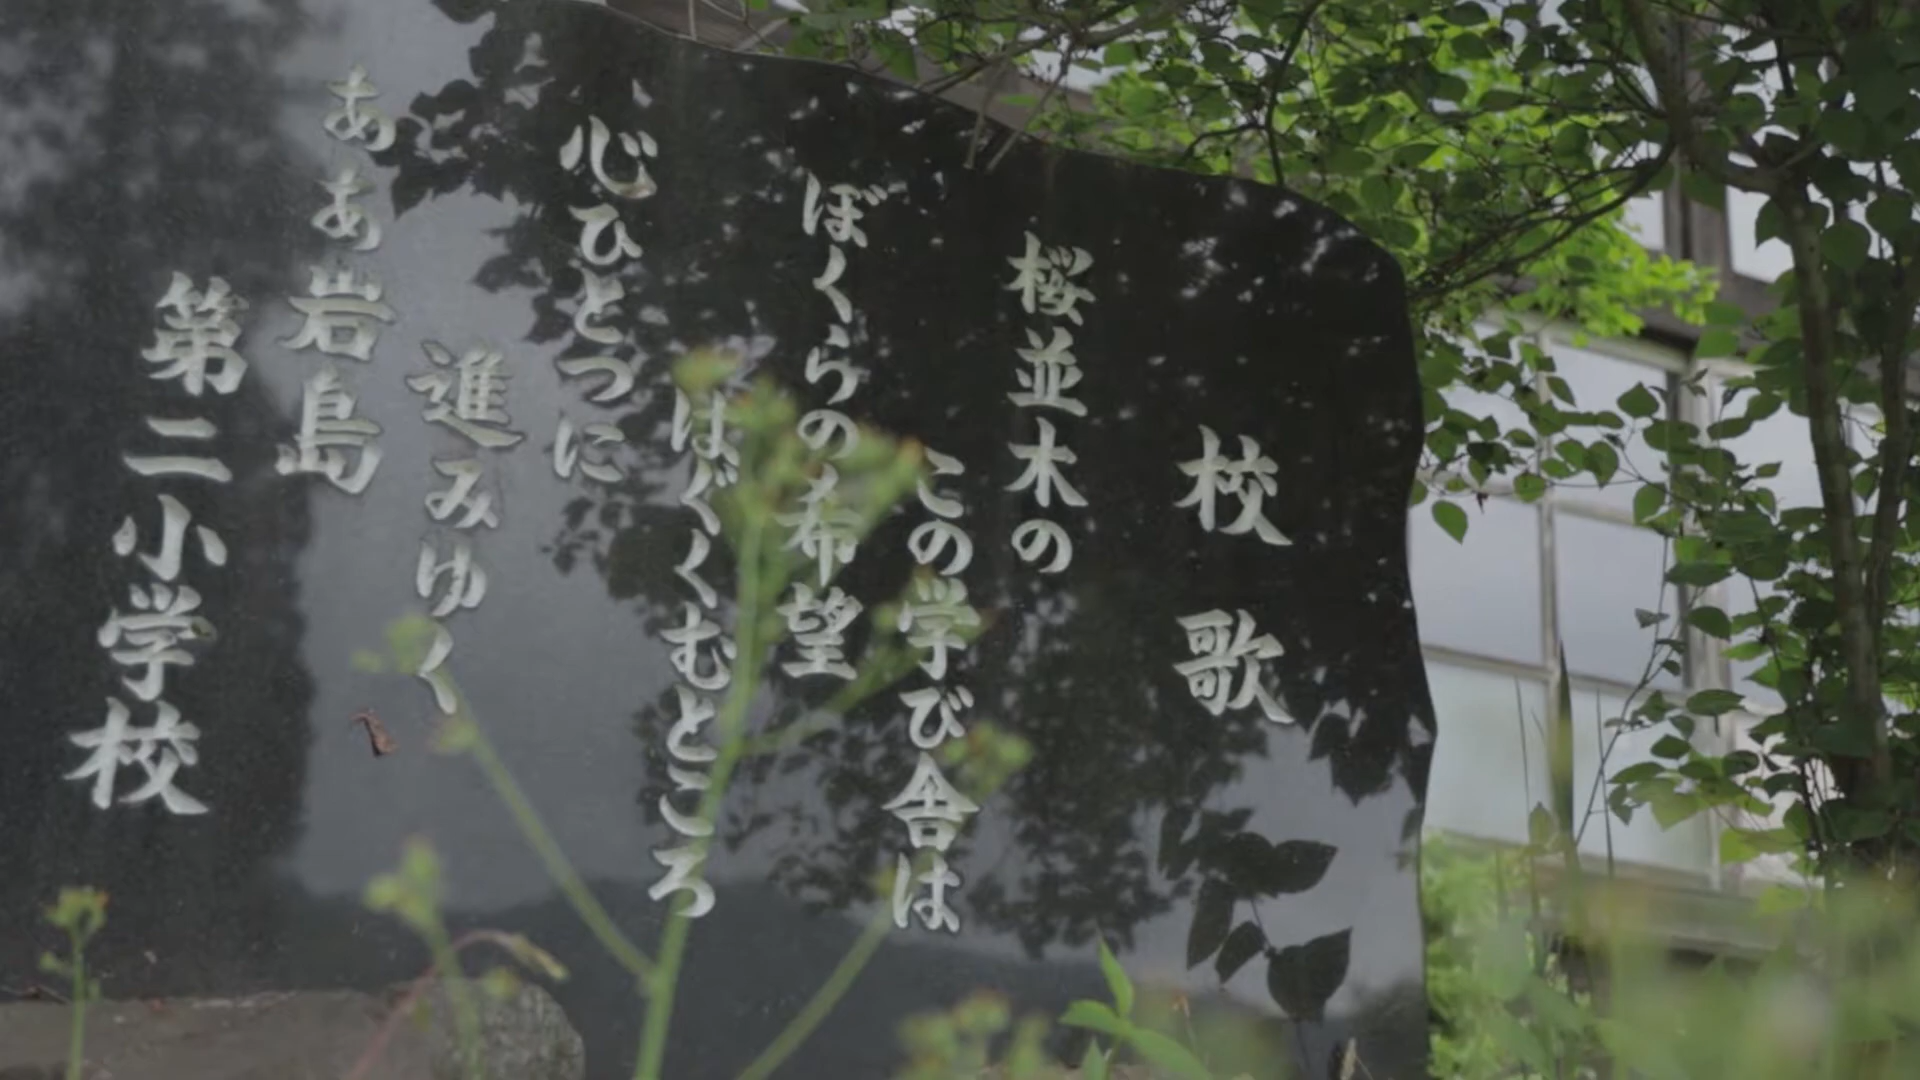 校歌
桜並木の
この学び舎は
ぼくらの希望
はぐくむところ
心ひとつに
進みゆく
ああ岩島
第二小学校